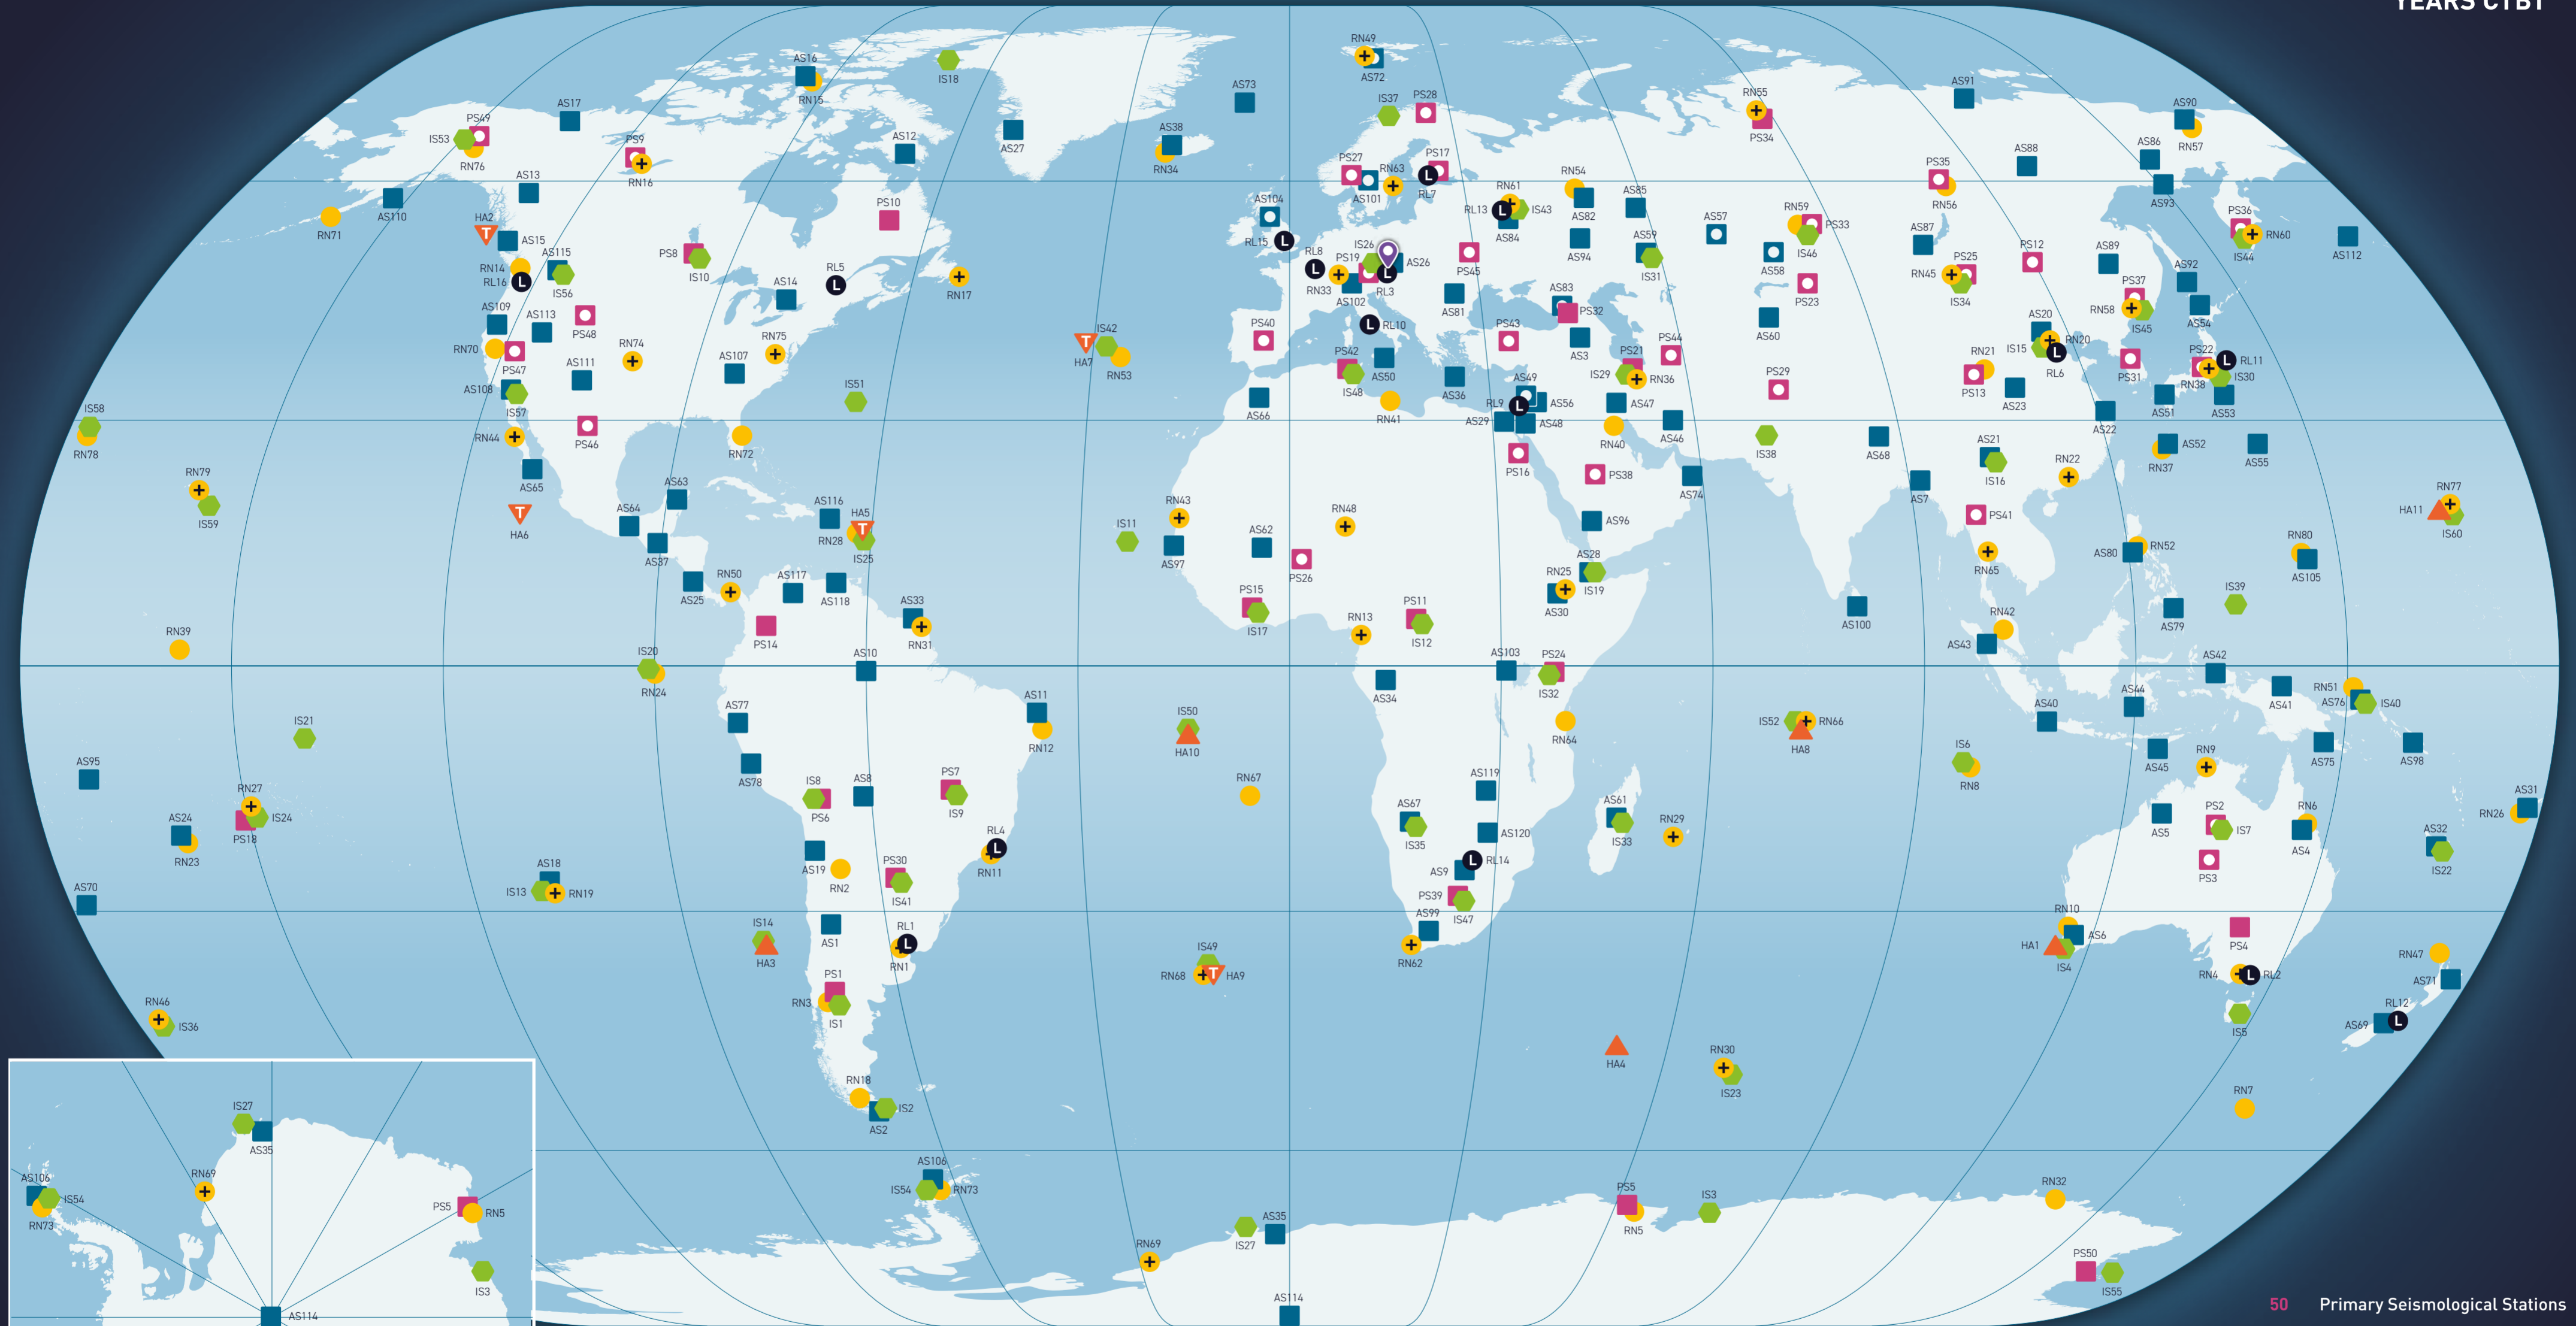 YEARS CTBT
RN49
AS16
IS18
AS72
AS73
AS91
RN15
AS17
IS37
PS28
RN55
AS90
PS49
IS53
RN76
PS9
RN16
AS12
AS27
AS38
RN34
PS34
RN57
AS86
AS88
PS27
RN63
PS17
AS101
RL7
RN54
AS82
AS85
PS35
RN56
AS93
AS13
AS110
RN71
HA2
AS15
PS10
AS104
RL15
RN61
RL13
IS43
AS84
AS57
RN59
PS33
IS46
AS87
PS36
RN60
IS44
AS112
AS115
IS56
RN14
RL16
PS8
IS10
RL5
AS14
RN17
RL8
PS19
IS26
AS26
RN33
RL3
AS102
PS45
AS94
AS59
IS31
AS58
PS23
PS12
AS89
PS25
RN45
IS34
AS92
PS37
RN58
IS45
AS54
AS109
AS113
PS48
RL10
AS81
AS83
PS32
AS60
AS20
RN20
IS15
RL6
RN70
PS47
RN74
RN75
AS107
HA7
IS42
RN53
PS40
PS42
IS48
AS50
PS43
AS3
PS21
PS44
IS29
RN36
RN21
PS13
AS23
PS31
PS22
RL11
RN38
IS30
AS111
AS108
IS57
IS51
AS66
RN41
AS36
AS49
RL9
AS56
AS29
AS48
AS47
RN40
AS46
PS29
AS51
AS53
AS22
IS58
RN78
RN44
PS46
RN72
PS16
PS38
IS38
AS68
AS21
IS16
RN22
AS52
RN37
AS55
RN79
IS59
AS65
AS63
AS74
AS7
HA6
AS64
AS37
AS116
HA5
RN28
IS25
IS11
RN43
AS97
AS62
RN48
PS26
AS96
AS28
IS19
PS41
RN65
AS80
RN52
RN77
HA11
IS60
RN80
AS105
AS25
RN50
AS117
AS118
PS14
AS33
RN31
PS15
IS17
PS11
IS12
RN13
RN25
AS30
AS100
RN42
AS43
AS79
IS39
RN39
IS20
RN24
AS10
AS34
AS103
PS24
IS32
AS42
AS41
RN51
AS76
IS40
IS21
AS77
AS78
AS11
RN12
IS50
HA10
RN64
IS52
RN66
HA8
AS40
AS44
AS45
AS75
AS98
AS95
IS6
RN8
RN9
RN27
IS24
PS18
AS24
RN23
IS8
PS6
AS8
PS7
IS9
RN67
AS119
AS67
IS35
AS120
AS61
IS33
RN29
AS5
PS2
IS7
RN6
AS4
AS31
RN26
AS32
IS22
RL4
RN11
AS19
RN2
PS30
IS41
AS9
RL14
PS39
IS47
PS3
AS70
AS18
IS13
RN19
IS14
HA3
AS1
RL1
RN1
IS49
RN68
HA9
AS99
RN62
RN10
HA1
AS6
IS4
PS4
RN4
RL2
RN47
AS71
PS1
RN3
IS1
RN46
IS36
IS5
RL12
AS69
HA4
RN30
IS23
RN18
IS2
AS2
RN7
IS27
AS35
AS106
IS54
RN73
RN69
PS5
RN5
IS3
AS114
AS106
IS54
RN73
RN69
IS27
AS35
PS5
RN5
IS3
RN32
PS50
IS55
AS114
50 Primary Seismological Stations